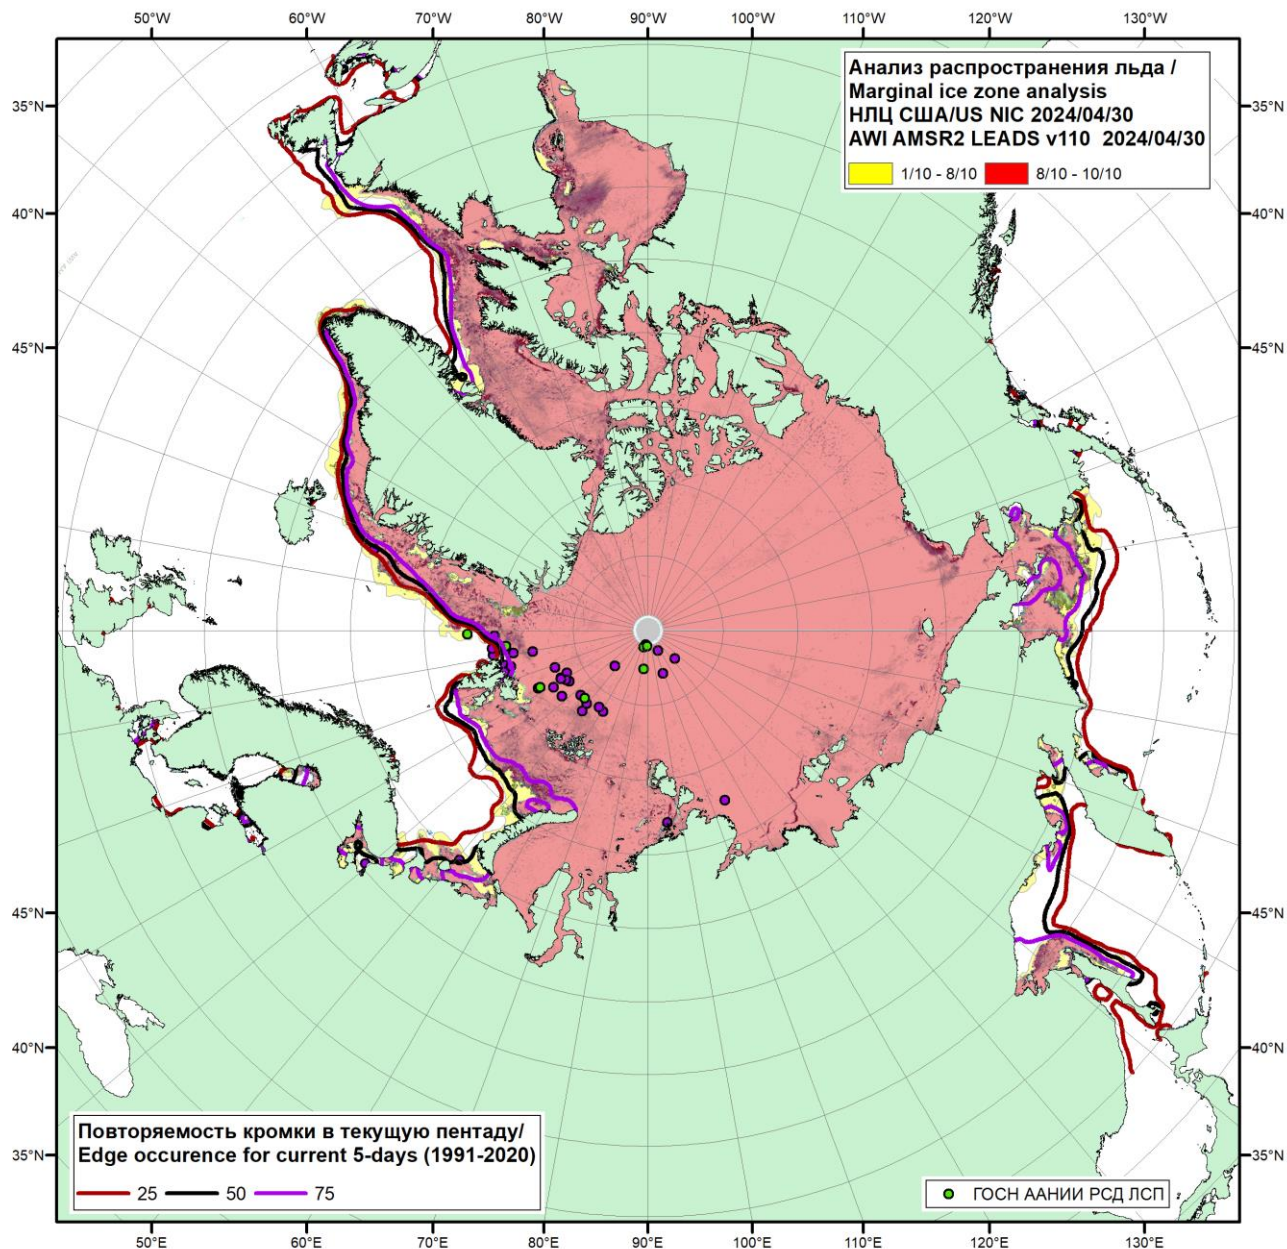 50°W 60°W 70°W 80°W 90°W 100°W 110°W 120°W 130°W
Анализ распространения льда /
Marginal ice zone analysis
НЛЦ США/US NIC 2024/04/30
AWI AMSR2 LEADS v110 2024/04/30
1/10 - 8/10 8/10 - 10/10
35°N 35°N
40°N 40°N
45°N 45°N
45°N 45°N
40°N 40°N
Повторяемость кромки в текущую пентаду/
Edge occurence for current 5-days (1991-2020)
25 50 75
35°N 35°N
ГОСН ААНИИ РСД ЛСП
50°E 60°E 70°E 80°E 90°E 100°E 110°E 120°E 130°E